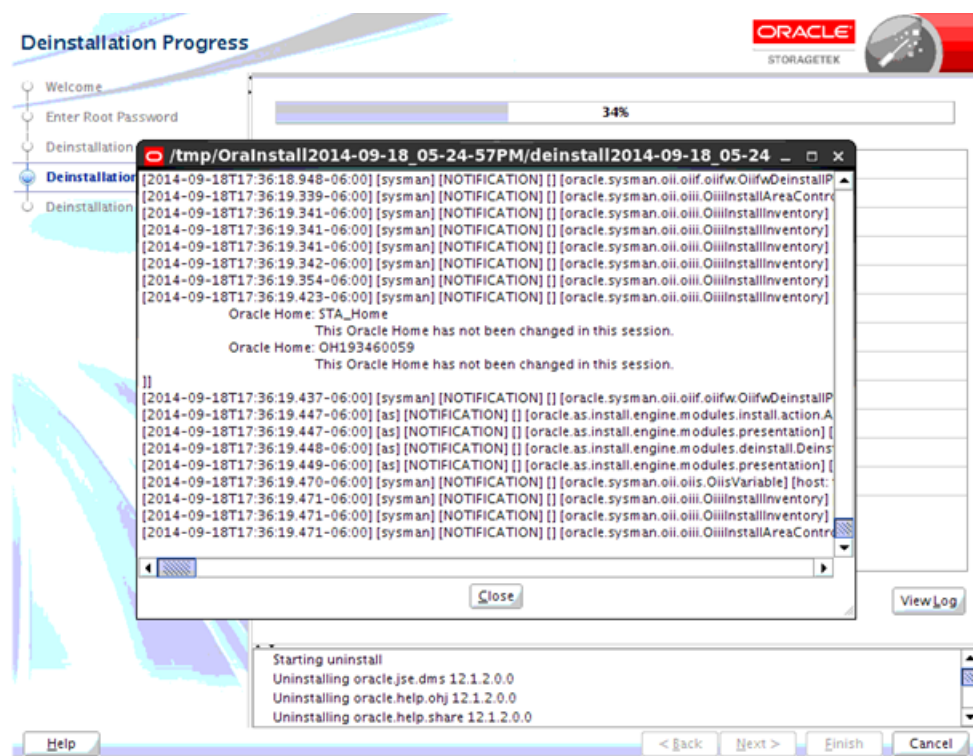 Deinstallation Progress
ORACLE
STORAGETEK
Welcome
Enter Root Password
Deinstallation
Deinstallation
Deinstallation
34%
/tmp/OraInstall2014-09-18_05-24-57PM/deinstall2014-09-18_05-24
[2014-09-18T17:36:18.948-06:00] [sysman] [NOTIFICATION] [] [oracle.sysman.oii.oiif.oiifw.OiifwDeinstallP
[2014-09-18T17:36:19.339-06:00] [sysman] [NOTIFICATION] [] [oracle.sysman.oii.oiii.OiiiInstallAreaContro
[2014-09-18T17:36:19.341-06:00] [sysman] [NOTIFICATION] [] [oracle.sysman.oii.oiii.OiiiInstallInventory]
[2014-09-18T17:36:19.341-06:00] [sysman] [NOTIFICATION] [] [oracle.sysman.oii.oiii.OiiiInstallInventory]
[2014-09-18T17:36:19.341-06:00] [sysman] [NOTIFICATION] [] [oracle.sysman.oii.oiii.OiiiInstallInventory]
[2014-09-18T17:36:19.342-06:00] [sysman] [NOTIFICATION] [] [oracle.sysman.oii.oiii.OiiiInstallInventory]
[2014-09-18T17:36:19.354-06:00] [sysman] [NOTIFICATION] [] [oracle.sysman.oii.oiii.OiiiInstallInventory]
[2014-09-18T17:36:19.423-06:00] [sysman] [NOTIFICATION] [] [oracle.sysman.oii.oiii.OiiiInstallInventory]
Oracle Home: STA_Home
This Oracle Home has not been changed in this session.
Oracle Home: OH193460059
This Oracle Home has not been changed in this session.
]]
[2014-09-18T17:36:19.437-06:00] [sysman] [NOTIFICATION] [] [oracle.sysman.oii.oiif.oiifw.OiifwDeinstallP
[2014-09-18T17:36:19.447-06:00] [as] [NOTIFICATION] [] [oracle.as.install.engine.modules.install.action.A
[2014-09-18T17:36:19.447-06:00] [as] [NOTIFICATION] [] [oracle.as.install.engine.modules.presentation] [
[2014-09-18T17:36:19.448-06:00] [as] [NOTIFICATION] [] [oracle.as.install.engine.modules.deinstall.Deins
[2014-09-18T17:36:19.449-06:00] [as] [NOTIFICATION] [] [oracle.as.install.engine.modules.presentation] [
[2014-09-18T17:36:19.470-06:00] [sysman] [NOTIFICATION] [] [oracle.sysman.oii.oiis.OiisVariable] [host:
[2014-09-18T17:36:19.471-06:00] [sysman] [NOTIFICATION] [] [oracle.sysman.oii.oiii.OiiiInstallInventory]
[2014-09-18T17:36:19.471-06:00] [sysman] [NOTIFICATION] [] [oracle.sysman.oii.oiii.OiiiInstallInventory]
[2014-09-18T17:36:19.471-06:00] [sysman] [NOTIFICATION] [] [oracle.sysman.oii.oiii.OiiiInstallAreaContro
Close
View Log
Starting uninstall
Uninstalling oracle.jse.dms 12.1.2.0.0
Uninstalling oracle.help.ohj 12.1.2.0.0
Uninstalling oracle.help.share 12.1.2.0.0
Help
< Back
Next >
Finish
Cancel